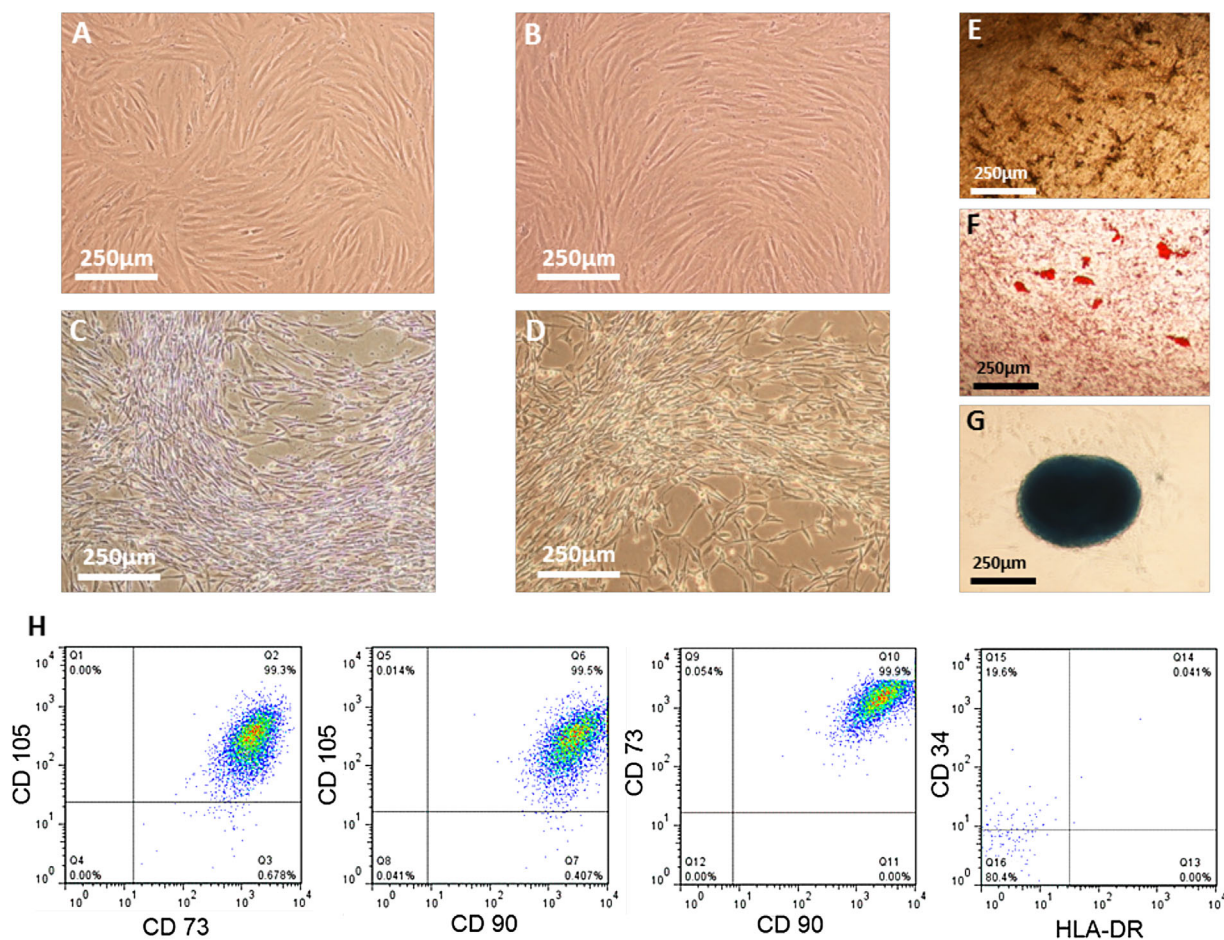 A
250µm
B
250µm
C
250µm
D
250µm
E
250µm
F
250µm
G
250µm
H
Q1
0.00%
Q2
99.3%
Q4
0.00%
Q3
0.678%
10⁴
10³
10²
10¹
10⁰
10⁰ 10¹ 10² 10³ 10⁴
CD 105
CD 73
Q5
0.014%
Q6
99.5%
Q8
0.041%
Q7
0.407%
10⁴
10³
10²
10¹
10⁰
10⁰ 10¹ 10² 10³ 10⁴
CD 105
CD 90
Q9
0.054%
Q10
99.9%
Q12
0.00%
Q11
0.00%
10⁴
10³
10²
10¹
10⁰
10⁰ 10¹ 10² 10³ 10⁴
CD 73
CD 90
Q15
19.6%
Q14
0.041%
Q16
80.4%
Q13
0.00%
10⁴
10³
10²
10¹
10⁰
10⁰ 10¹ 10² 10³ 10⁴
CD 34
HLA-DR